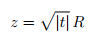 z = √|t| R